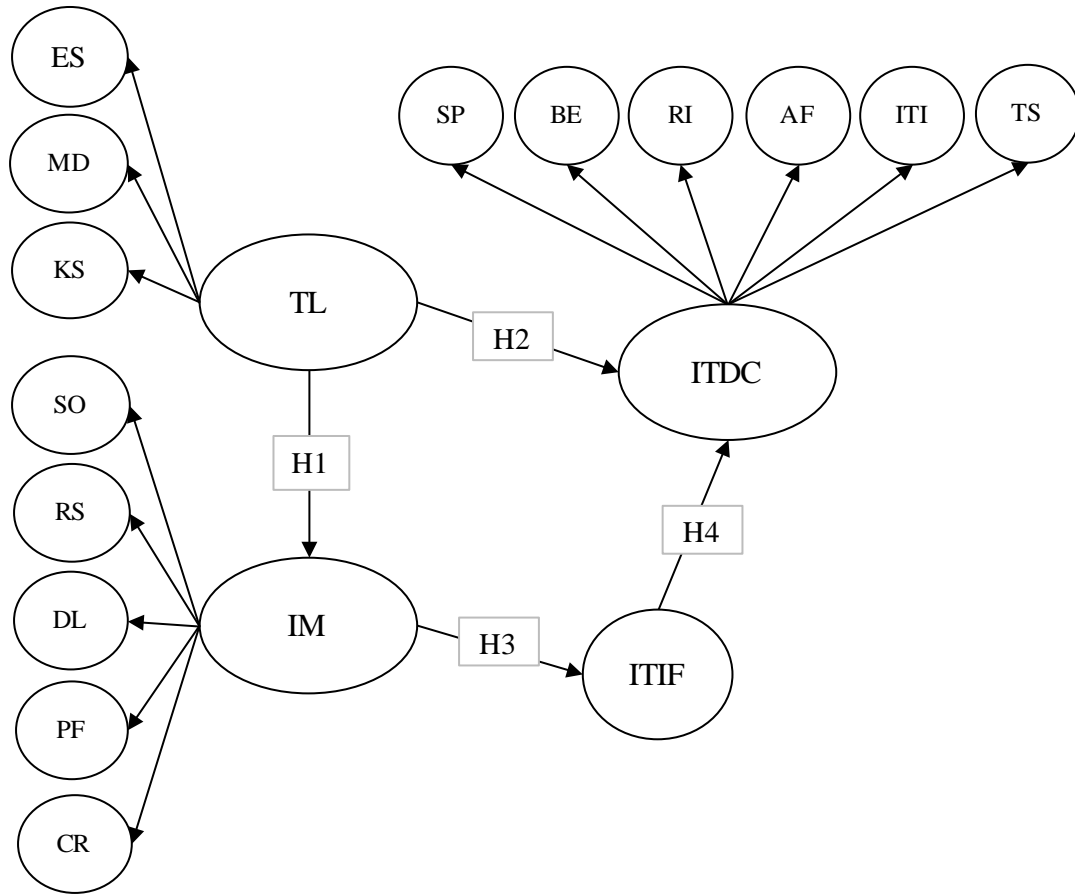 ES
SP
BE
RI
AF
ITI
TS
MD
KS
TL
H2
ITDC
SO
H1
RS
H4
DL
IM
H3
ITIF
PF
CR